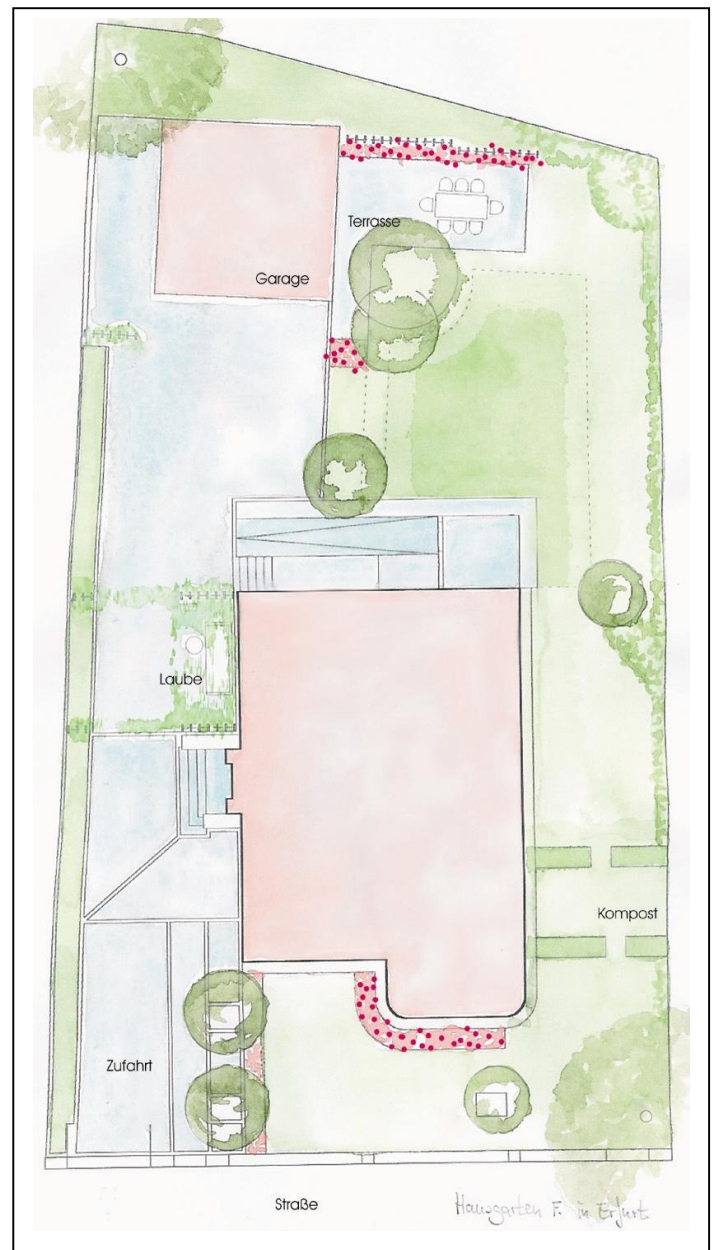 Terrasse
Garage
Laube
Kompost
Zufahrt
Straße
Hausgarten F. in Erfurt